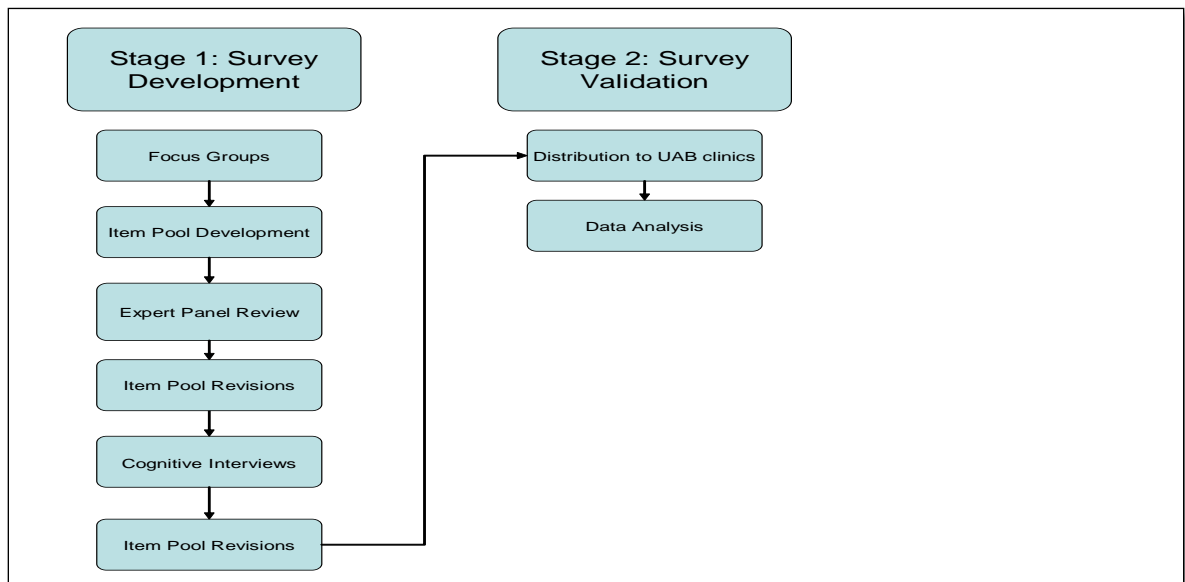 Stage 1: Survey
Development
Focus Groups
Item Pool Development
Expert Panel Review
Item Pool Revisions
Cognitive Interviews
Item Pool Revisions
Stage 2: Survey
Validation
Distribution to UAB clinics
Data Analysis